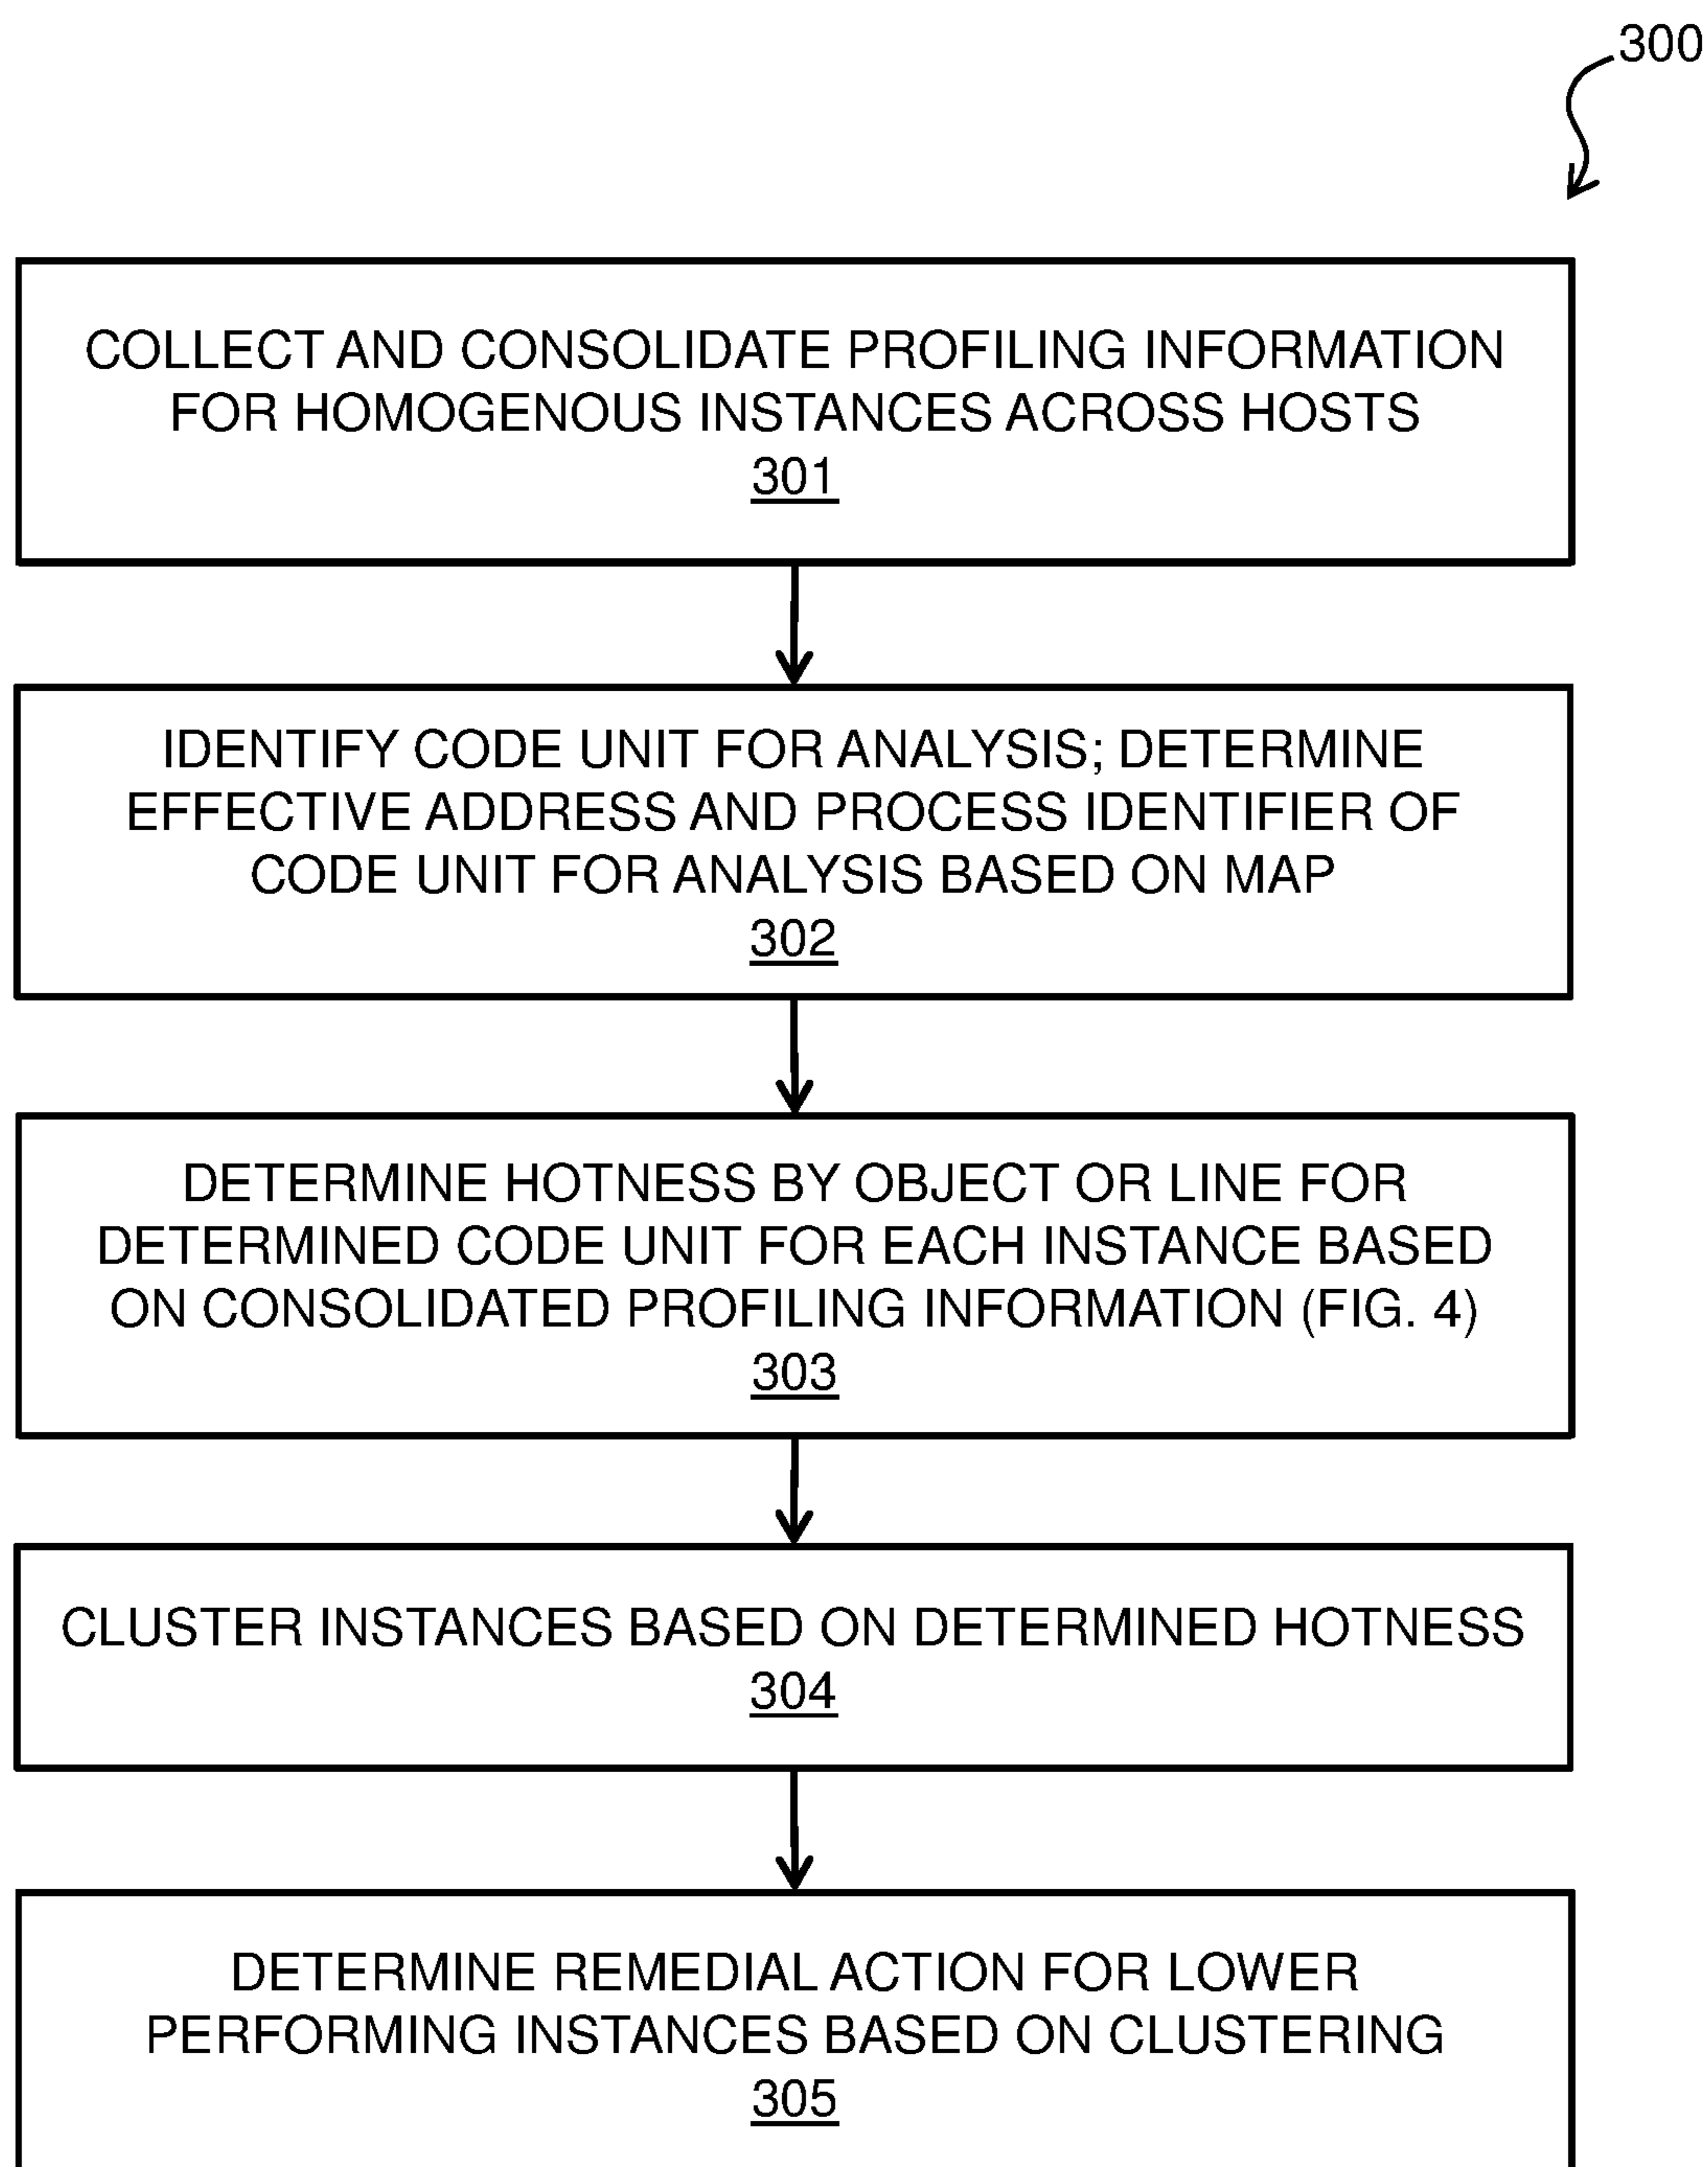 300
COLLECT AND CONSOLIDATE PROFILING INFORMATION
FOR HOMOGENOUS INSTANCES ACROSS HOSTS
301
IDENTIFY CODE UNIT FOR ANALYSIS; DETERMINE
EFFECTIVE ADDRESS AND PROCESS IDENTIFIER OF
CODE UNIT FOR ANALYSIS BASED ON MAP
302
DETERMINE HOTNESS BY OBJECT OR LINE FOR
DETERMINED CODE UNIT FOR EACH INSTANCE BASED
ON CONSOLIDATED PROFILING INFORMATION (FIG. 4)
303
CLUSTER INSTANCES BASED ON DETERMINED HOTNESS
304
DETERMINE REMEDIAL ACTION FOR LOWER
PERFORMING INSTANCES BASED ON CLUSTERING
305